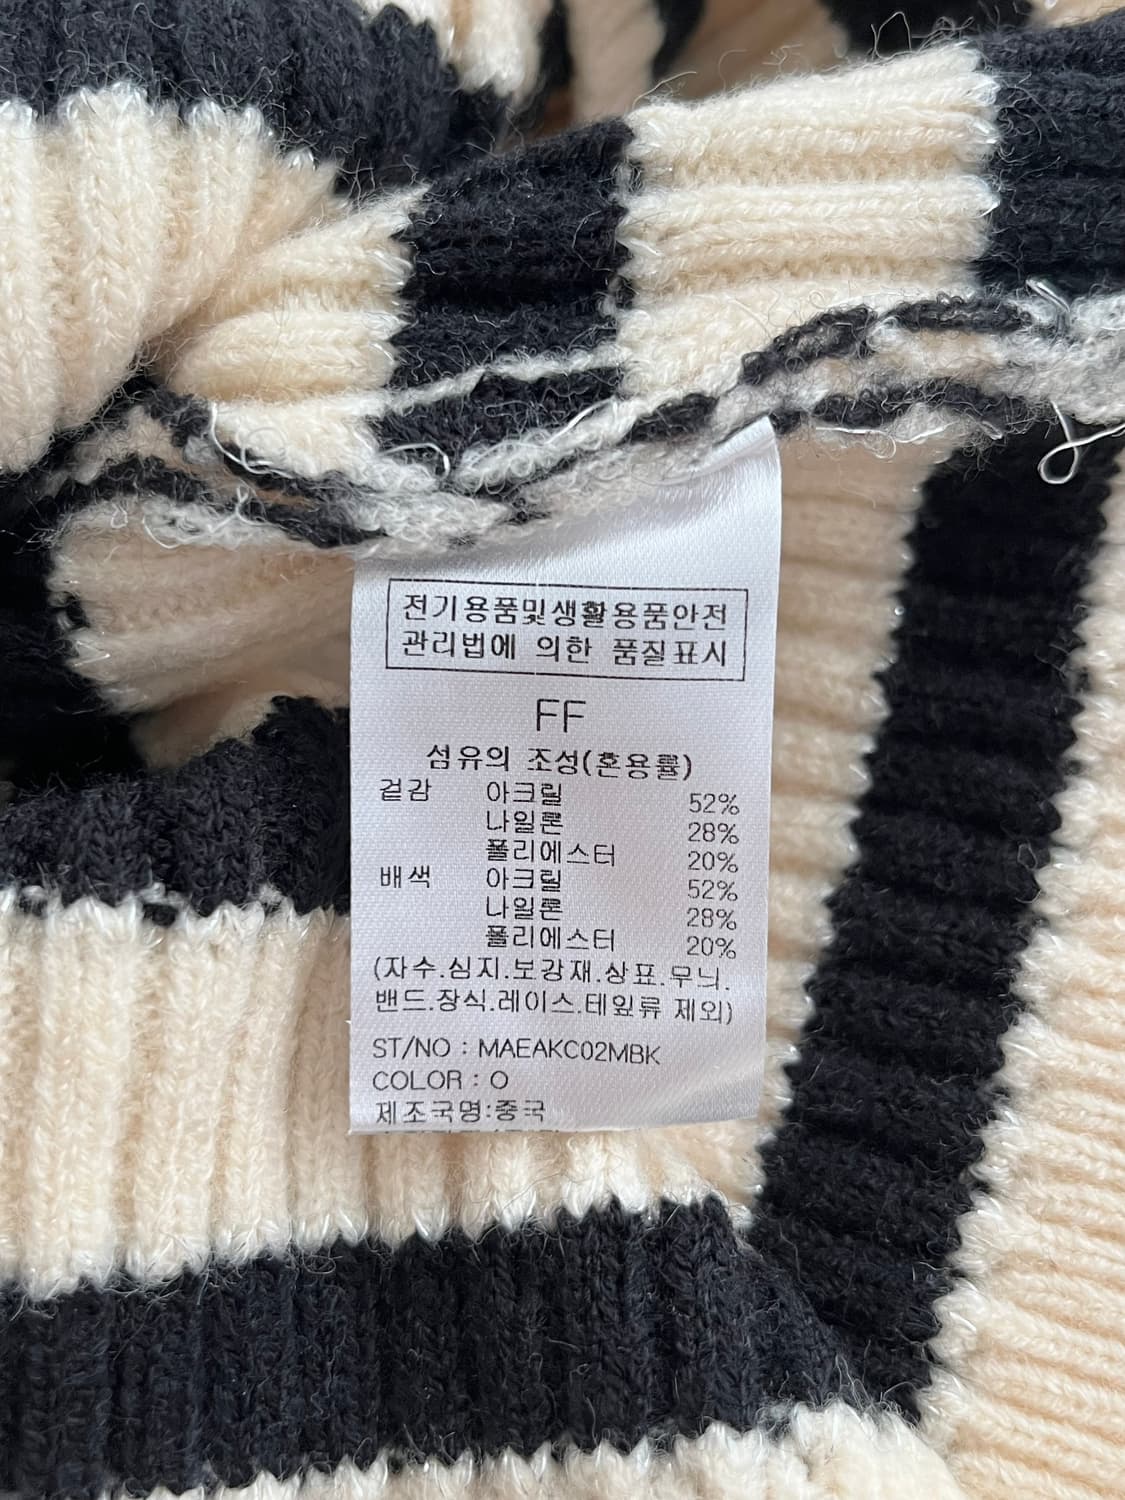 전기용품및생활용품안전
관리법에 의한 품질표시
FF
섬유의 조성(혼용률)
겉감 아크릴 52%
나일론 28%
폴리에스터 20%
배색 아크릴 52%
나일론 28%
폴리에스터 20%
(자수.심지.보강재.상표.무늬.
밴드.장식.레이스.테잎류 제외)
ST/NO : MAEAKC02MBK
COLOR : O
제조국명:중국